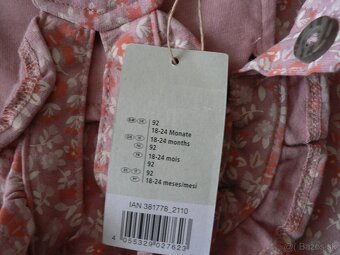 92
18-24 Monate
18-24 months
92
18-24 mois
92
92
18-24 meses/mesi
IAN 381778_2110
4 055329 027623
Bazos.sk